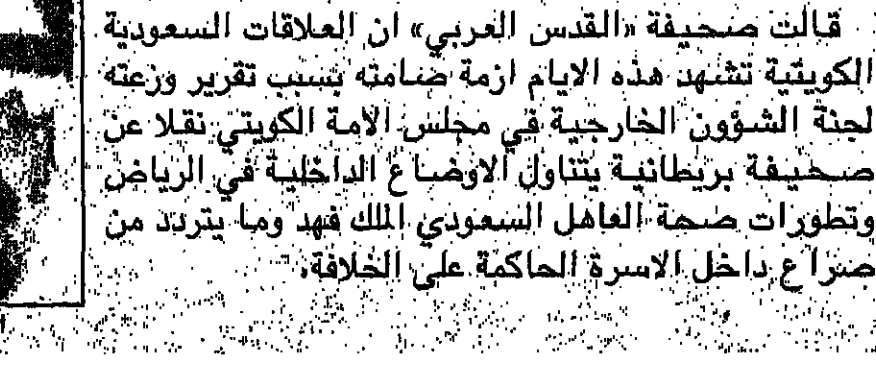 قالت صحيفة «القدس العربي» ان العلاقات السعودية
الكويتية تشهد هذه الايام ازمة صامته بسبب تقرير وزعته
لجنة الشؤون الخارجية في مجلس الامة الكويتي نقلا عن
صحيفة بريطانية يتناول الاوضاع الداخلية في الرياض
وتطورات صحة العاهل السعودي الملك فهد وما يتردد من
صراع داخل الاسرة الحاكمة على الخلافة.